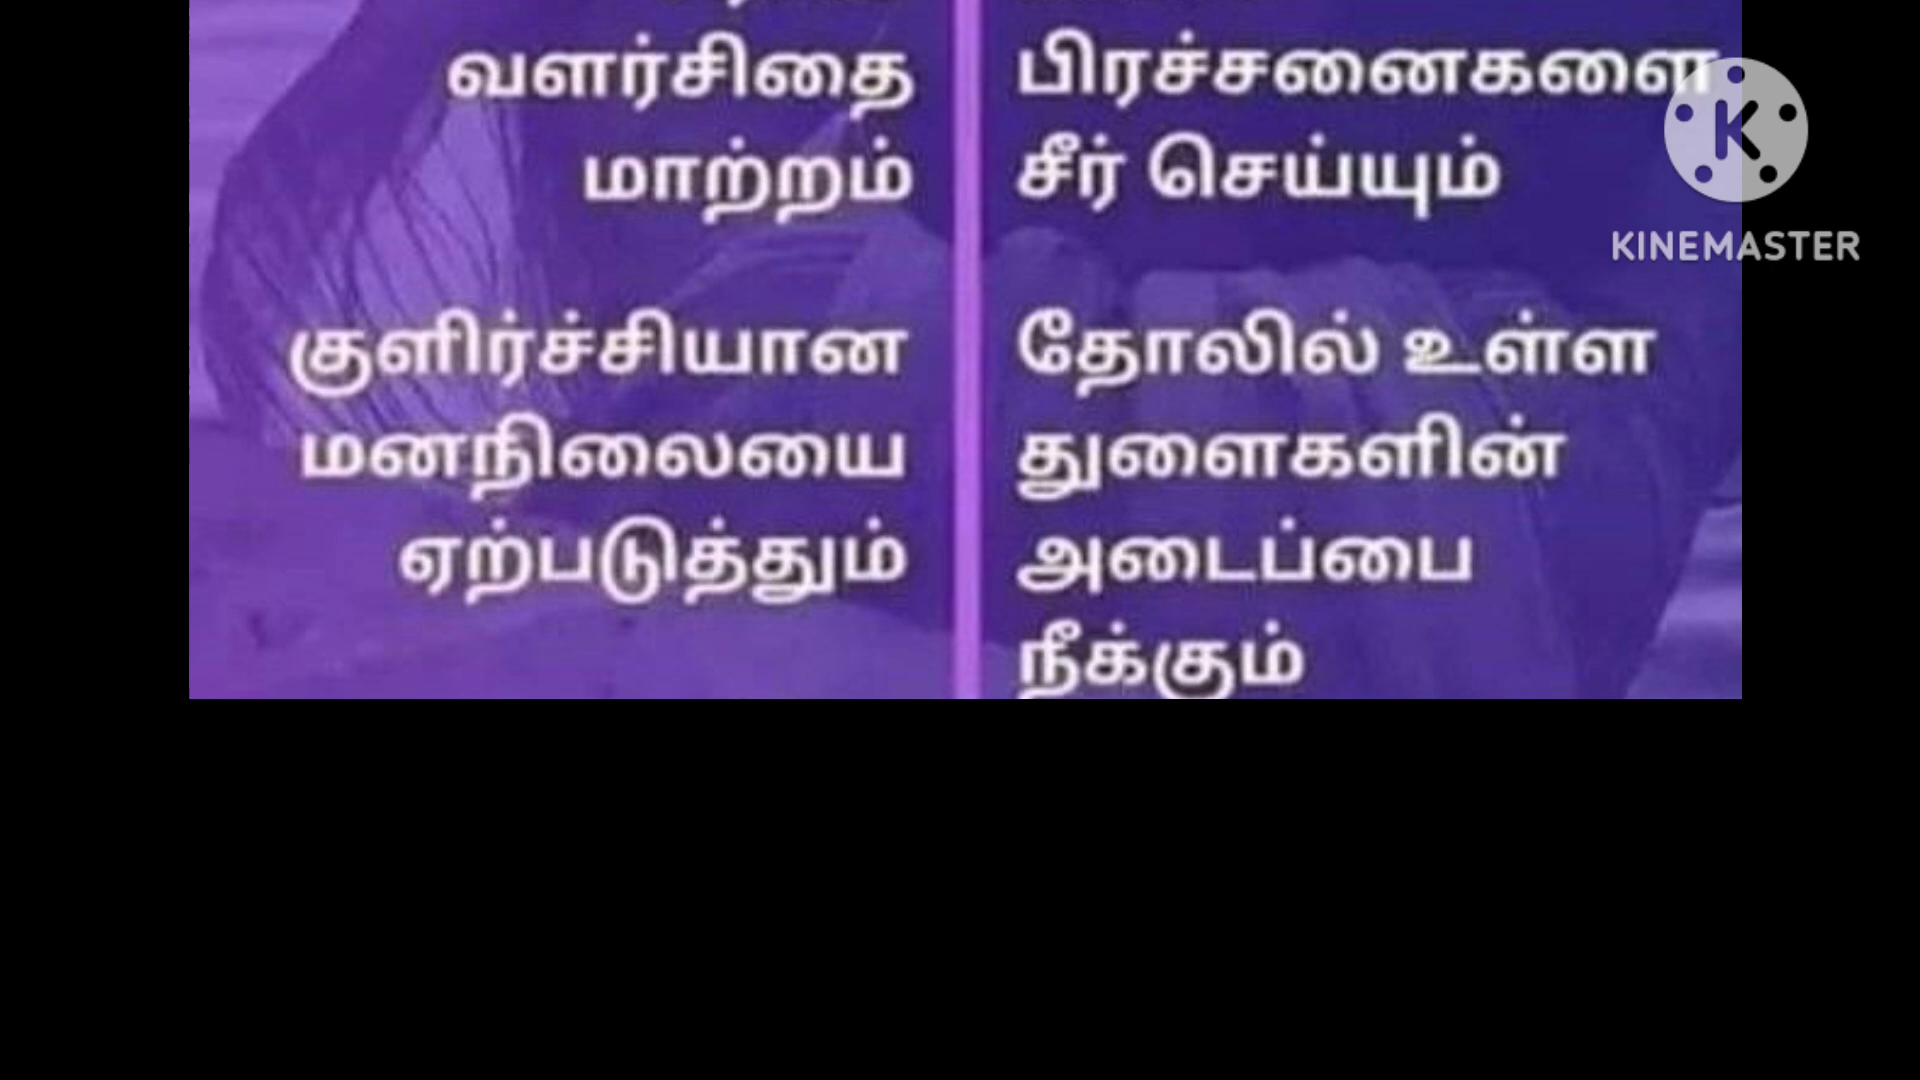 வளர்சிதை
மாற்றம்
குளிர்ச்சியான
மனநிலையை
ஏற்படுத்தும்
பிரச்சனைகளை
சீர் செய்யும்
தோலில் உள்ள
துளைகளின்
அடைப்பை
நீக்கும்
KINEMASTER